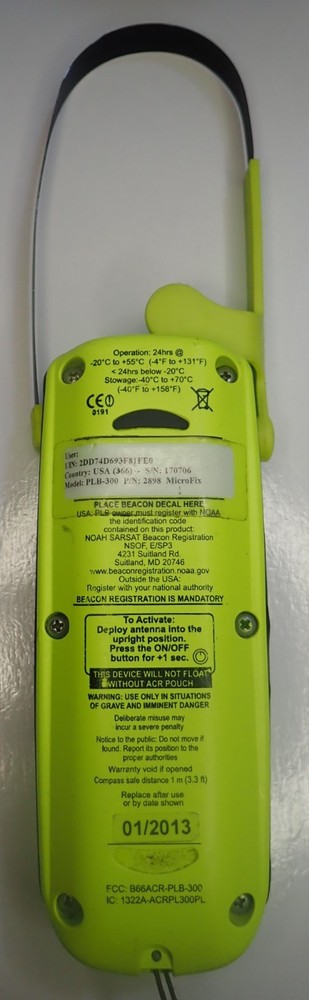 Operation: 24hrs @
-20°C to +55°C (-4°F to +131°F)
< 24hrs below -20°C
Stowage:-40°C to +70°C
(-40°F to +158°F)
CE
0191
User:
UIN: 2DD74D693F81FE0
Country: USA (366) - S/N: 170706
Model: PLB-300 P/N: 2898 MicroFix
PLACE BEACON DECAL HERE
USA: PLB owner must register with NOAA
the identification code
contained on this product:
NOAH SARSAT Beacon Registration
NSOF, E/SP3
4231 Suitland Rd.
Suitland, MD 20746
www.beaconregistration.noaa.gov
Outside the USA:
Register with your national authority
BEACON REGISTRATION IS MANDATORY
To Activate:
Deploy antenna into the
upright position.
Press the ON/OFF
button for +1 sec.
THIS DEVICE WILL NOT FLOAT
WITHOUT ACR POUCH
WARNING: USE ONLY IN SITUATIONS
OF GRAVE AND IMMINENT DANGER
Deliberate misuse may
incur a severe penalty
Notice to the public: Do not move if
found. Report its position to the
proper authorities
Warranty void if opened
Compass safe distance 1 m (3.3 ft)
Replace after use
or by date shown
01/2013
FCC: B66ACR-PLB-300
IC: 1322A-ACRPL300PL